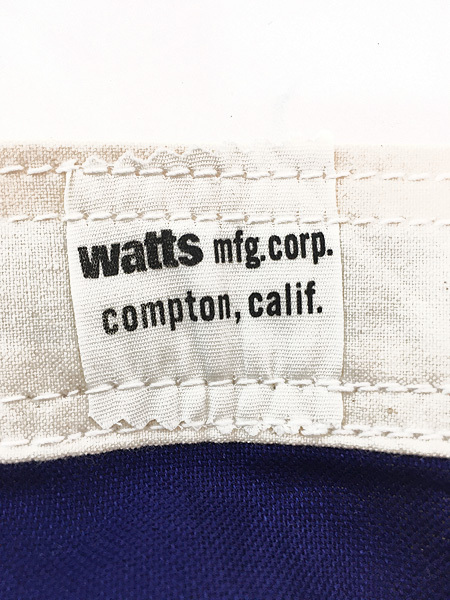 watts mfg.corp.
compton, calif.